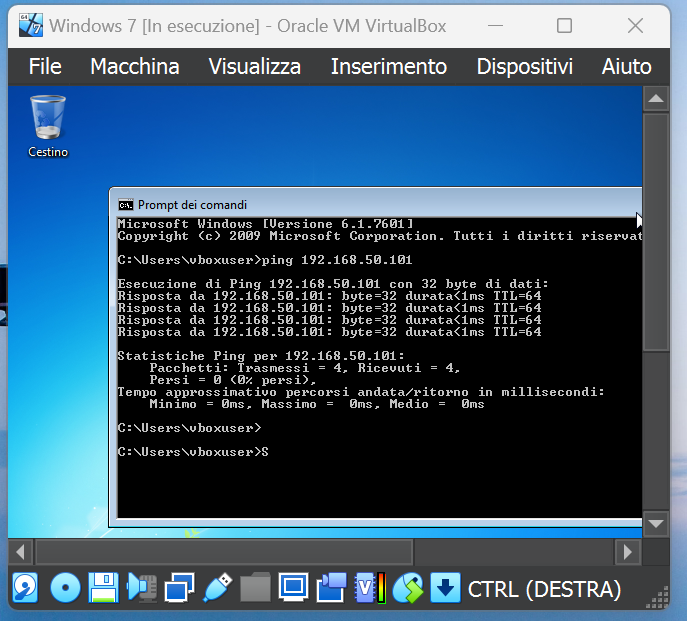 Windows 7 [In esecuzione] - Oracle VM VirtualBox
File Macchina Visualizza Inserimento Dispositivi Aiuto
Cestino
Prompt dei comandi
Microsoft Windows [Versione 6.1.7601]
Copyright (c) 2009 Microsoft Corporation. Tutti i diritti riservat
C:\Users\vboxuser>ping 192.168.50.101
Esecuzione di Ping 192.168.50.101 con 32 byte di dati:
Risposta da 192.168.50.101: byte=32 durata<1ms TTL=64
Risposta da 192.168.50.101: byte=32 durata<1ms TTL=64
Risposta da 192.168.50.101: byte=32 durata<1ms TTL=64
Risposta da 192.168.50.101: byte=32 durata<1ms TTL=64
Statistiche Ping per 192.168.50.101:
    Pacchetti: Trasmessi = 4, Ricevuti = 4,
    Persi = 0 (0% persi),
Tempo approssimativo percorsi andata/ritorno in millisecondi:
    Minimo = 0ms, Massimo =  0ms, Medio =  0ms
C:\Users\vboxuser>
C:\Users\vboxuser>S
CTRL (DESTRA)